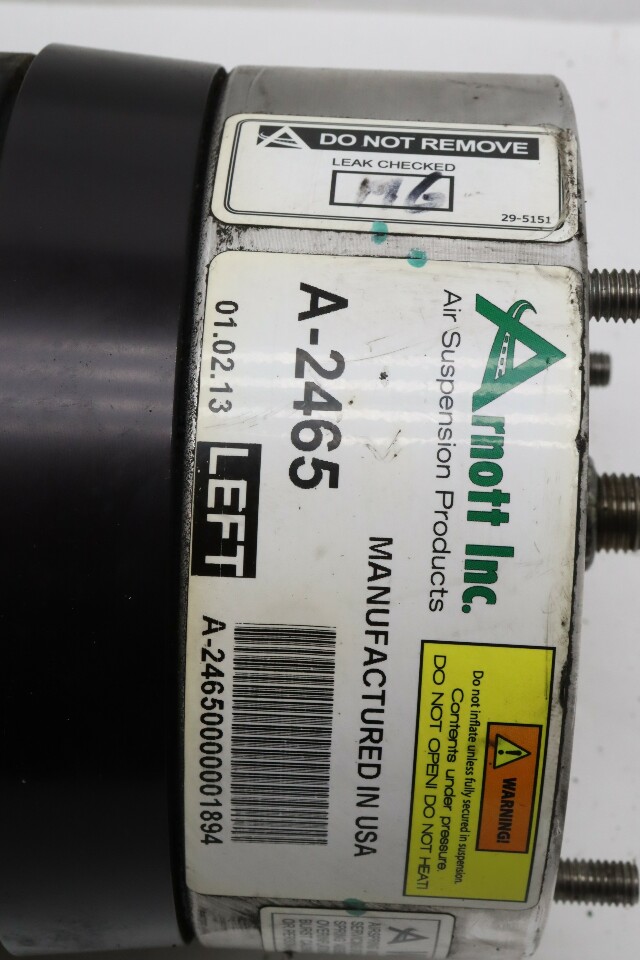 DO NOT REMOVE
LEAK CHECKED
29-5151
Arnott Inc.
Air Suspension Products
A-2465
MANUFACTURED IN USA
01.02.13 LEFT
A-24650000001894
WARNING!
Do not inflate unless fully secured in suspension.
Contents under pressure.
DO NOT OPEN! DO NOT HEAT!